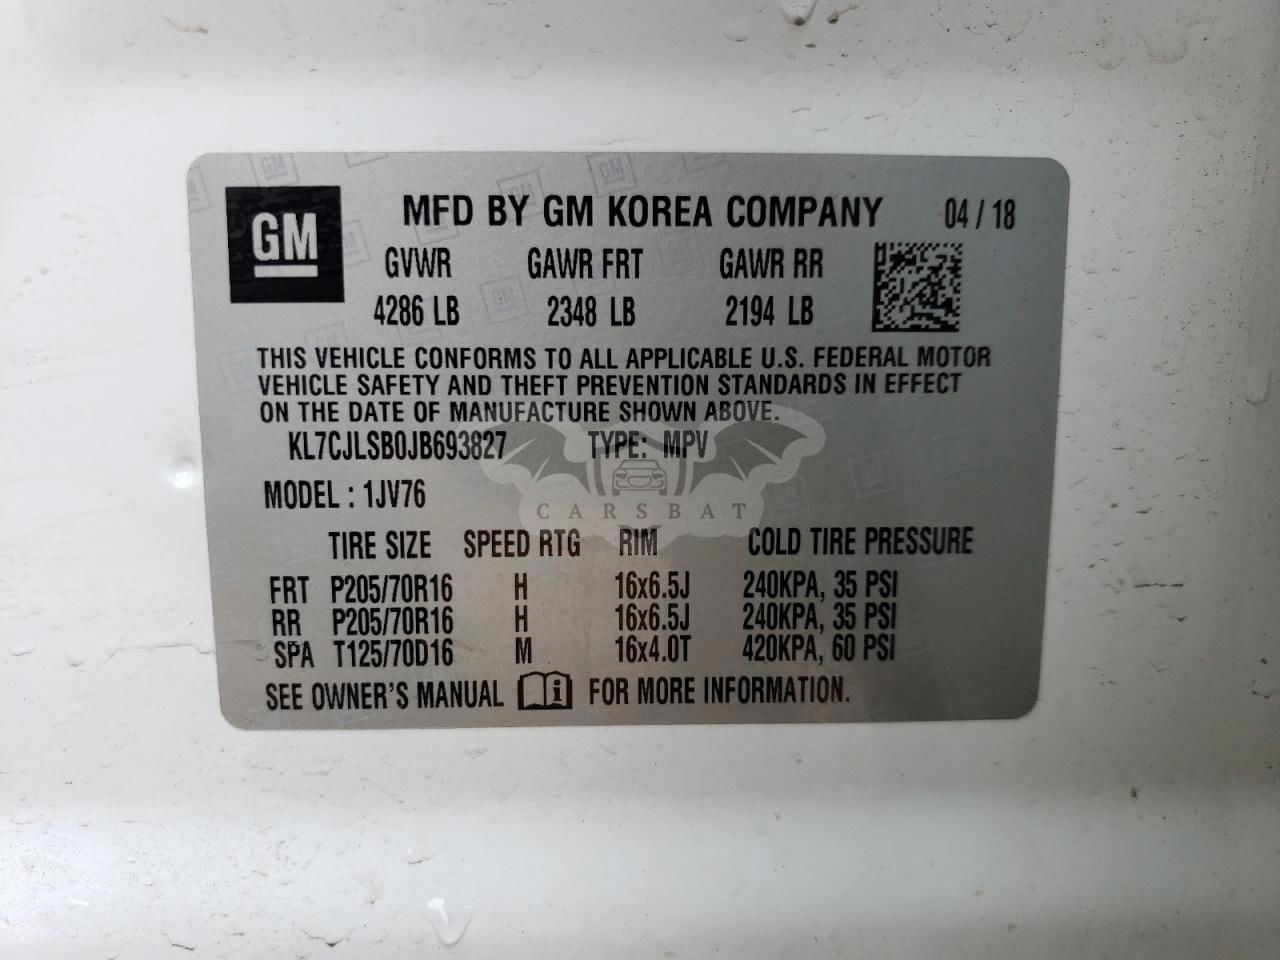 GM
MFD BY GM KOREA COMPANY 04 / 18
GVWR GAWR FRT GAWR RR
4286 LB 2348 LB 2194 LB
THIS VEHICLE CONFORMS TO ALL APPLICABLE U.S. FEDERAL MOTOR
VEHICLE SAFETY AND THEFT PREVENTION STANDARDS IN EFFECT
ON THE DATE OF MANUFACTURE SHOWN ABOVE.
KL7CJLSB0JB693827 TYPE: MPV
MODEL : 1JV76
CARSBAT
TIRE SIZE SPEED RTG RIM COLD TIRE PRESSURE
FRT P205/70R16 H 16x6.5J 240KPA, 35 PSI
RR P205/70R16 H 16x6.5J 240KPA, 35 PSI
SPA T125/70D16 M 16x4.0T 420KPA, 60 PSI
SEE OWNER'S MANUAL i FOR MORE INFORMATION.